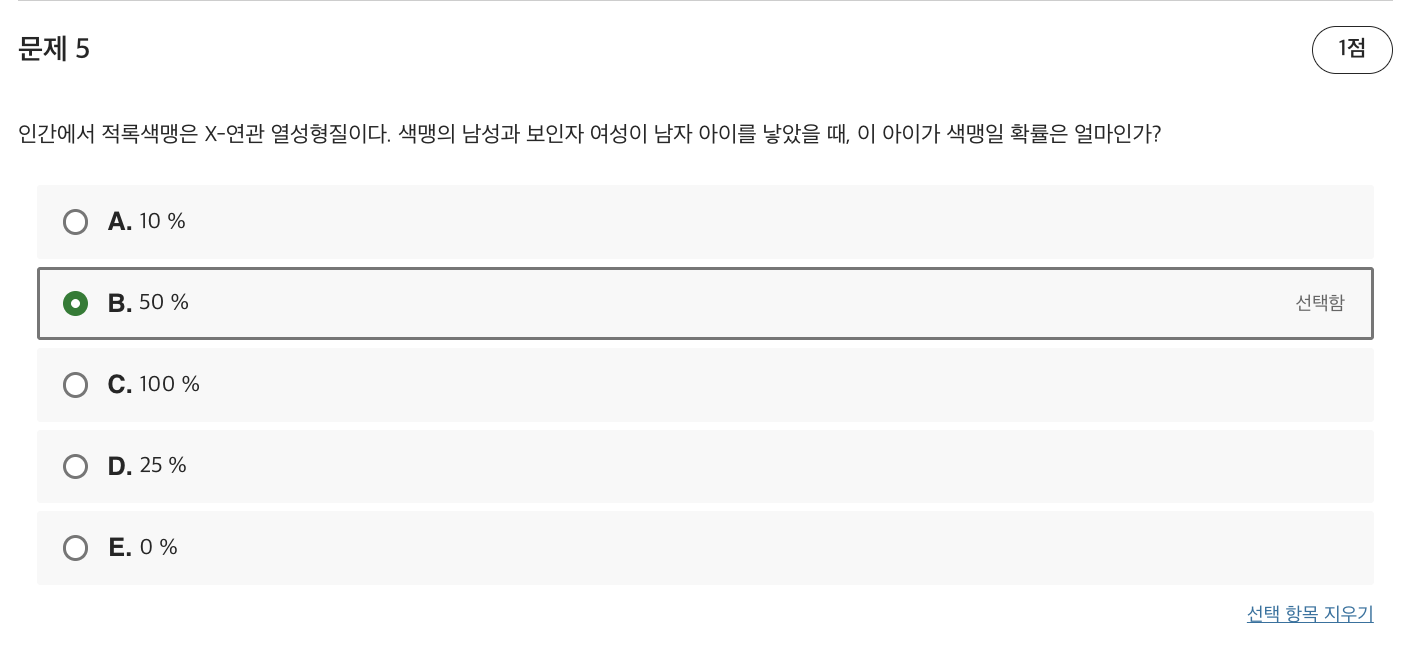 문제 5
1점
인간에서 적록색맹은 X-연관 열성형질이다. 색맹의 남성과 보인자 여성이 남자 아이를 낳았을 때, 이 아이가 색맹일 확률은 얼마인가?
A. 10 %
B. 50 % 선택함
C. 100 %
D. 25 %
E. 0 %
선택 항목 지우기